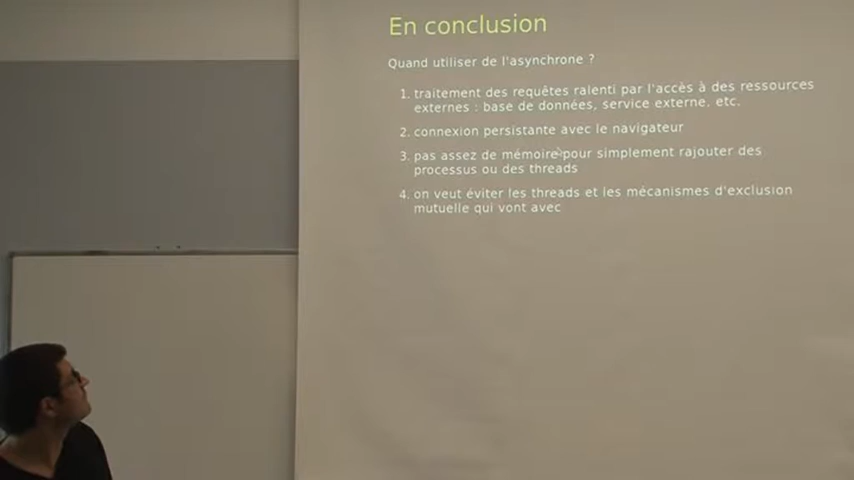 En conclusion
Quand utiliser de l'asynchrone ?
1. traitement des requêtes ralenti par l'accès à des ressources
externes : base de données, service externe, etc.
2. connexion persistante avec le navigateur
3. pas assez de mémoire pour simplement rajouter des
processus ou des threads
4. on veut éviter les threads et les mécanismes d'exclusion
mutuelle qui vont avec